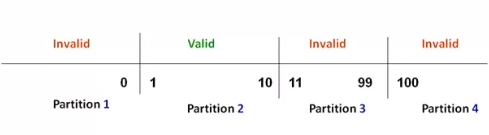 Invalid Valid Invalid Invalid
0 1 10 11 99 100
Partition 1 Partition 2 Partition 3 Partition 4